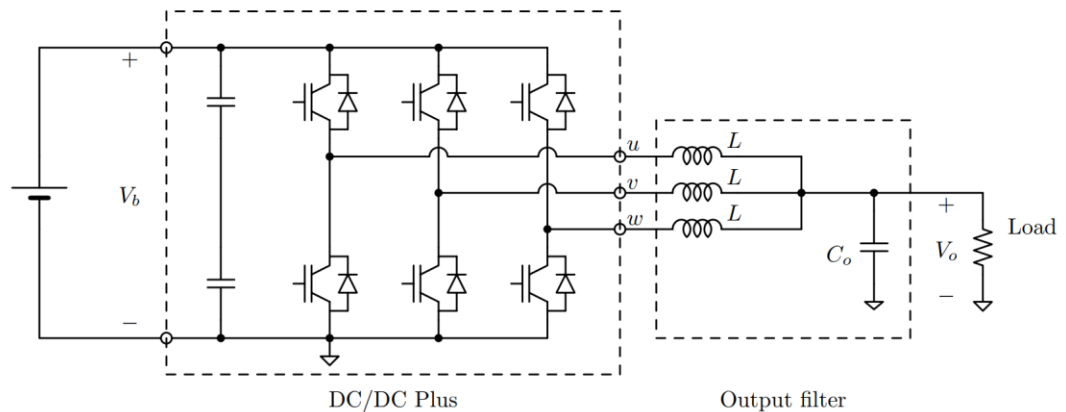 +
V_b
−
u
v
w
L
L
L
C_o
+
V_o
−
Load
DC/DC Plus
Output filter